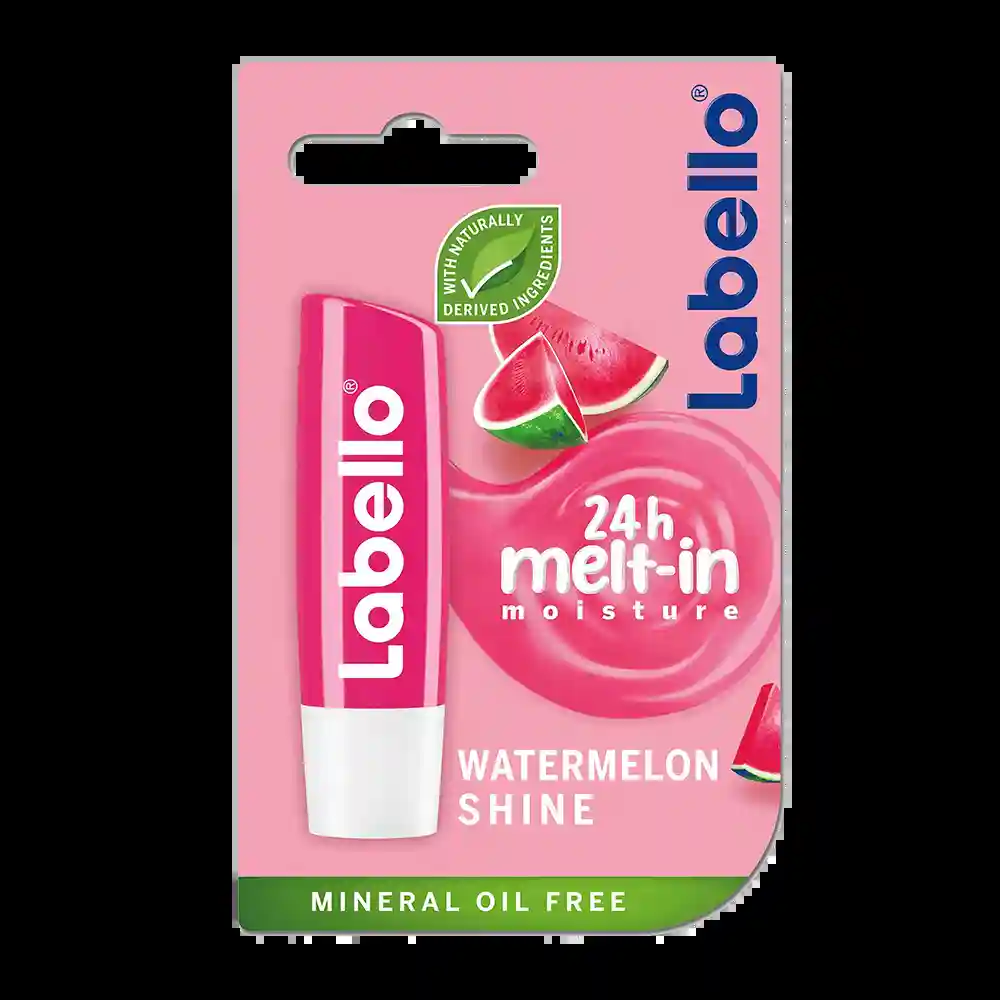 Labello®
WITH NATURALLY
DERIVED INGREDIENTS
Labello®
24h
melt-in
moisture
WATERMELON
SHINE
MINERAL OIL FREE